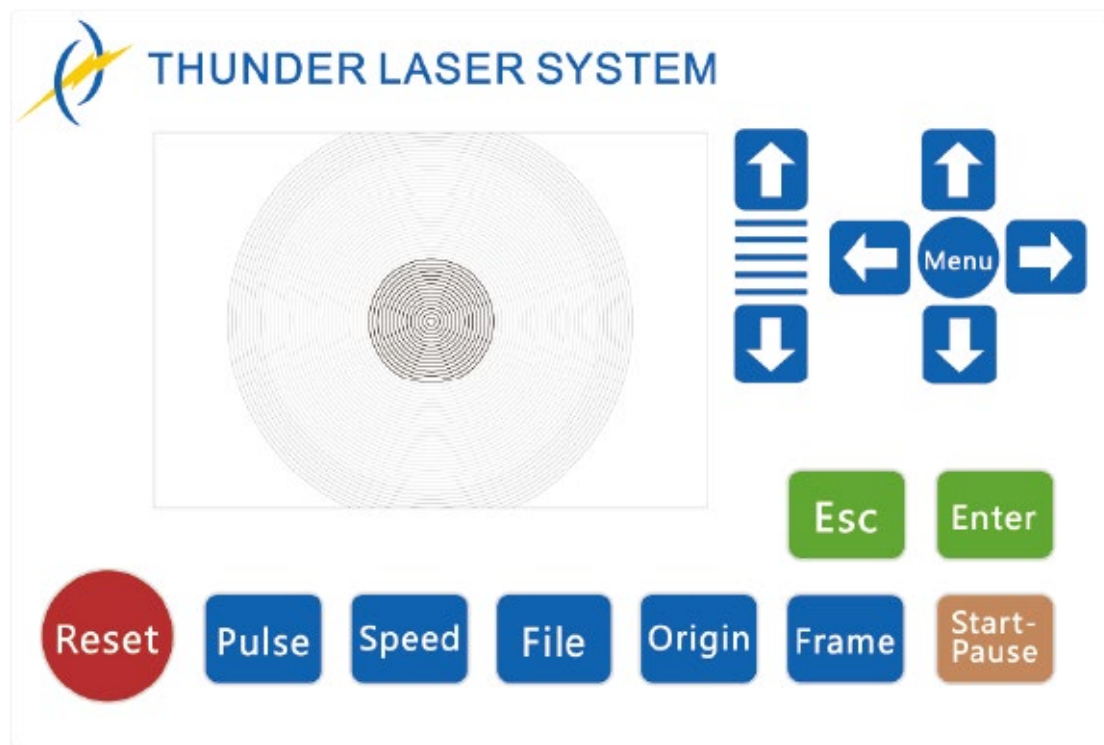 THUNDER LASER SYSTEM
Menu
Esc
Enter
Reset
Pulse
Speed
File
Origin
Frame
Start-
Pause